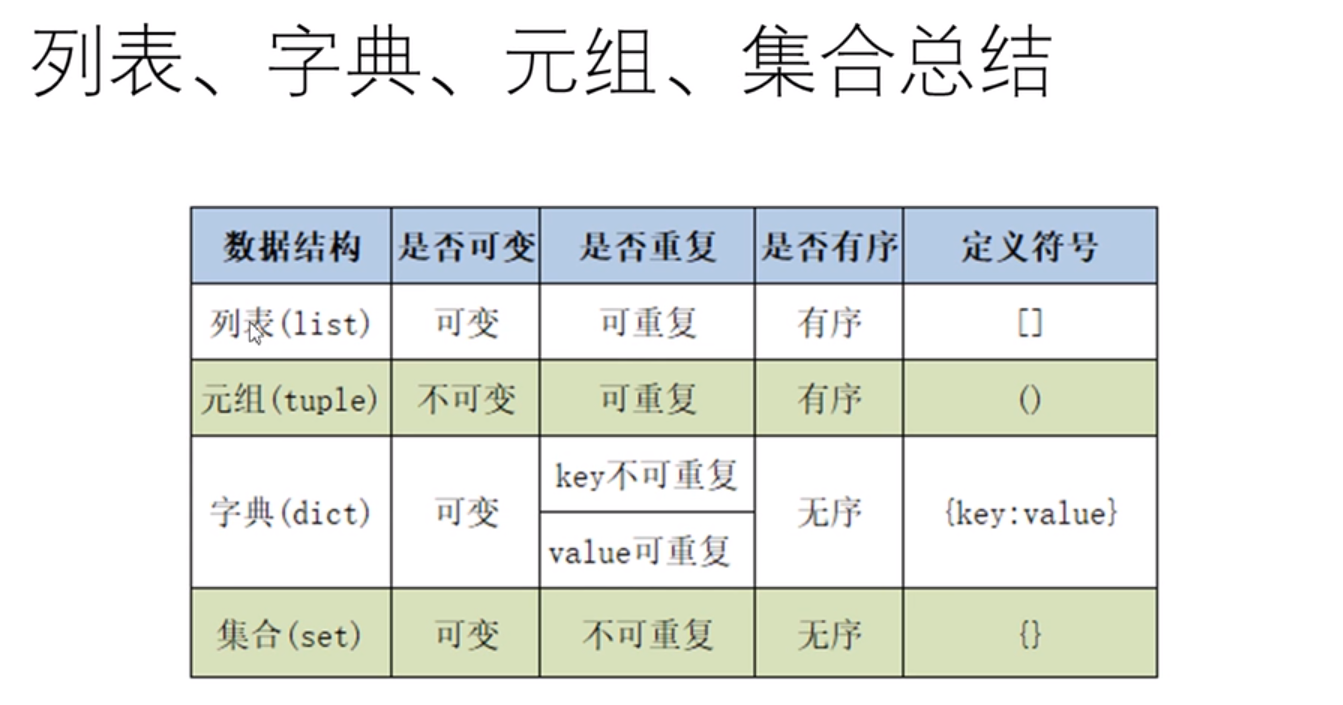 列表、字典、元组、集合总结
数据结构 是否可变 是否重复 是否有序 定义符号
列表(list) 可变 可重复 有序 []
元组(tuple) 不可变 可重复 有序 ()
字典(dict) 可变 key不可重复 无序 {key:value}
value可重复
集合(set) 可变 不可重复 无序 {}